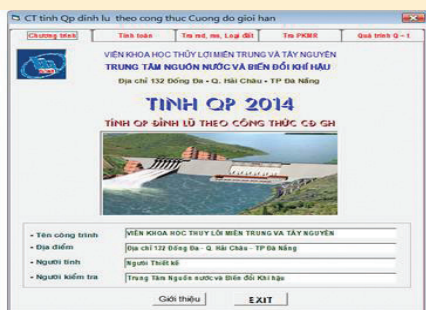 CT tinh Qp dinh lu theo cong thuc Cuong do gioi han
Chương trình Tính toán Tra red, ma, Loại đất Tra PKMR Quá trình Q ~ t
VIỆN KHOA HỌC THỦY LỢI MIỀN TRUNG VÀ TÂY NGUYÊN
TRUNG TÂM NGUỒN NƯỚC VÀ BIẾN ĐỔI KHÍ HẬU
Địa chỉ 132 Đống Đa - Q. Hải Châu - TP Đà Nẵng
TINH QP 2014
TÍNH QP ĐỈNH LŨ THEO CÔNG THỨC CĐ GH
- Tên công trình VIỆN KHOA HỌC THỦY LỢI MIỀN TRUNG VÀ TÂY NGUYÊN
- Địa điểm Địa chỉ 132 Đống Đa - Q. Hải Châu - TP Đà Nẵng
- Người tính Người Thiết kế
- Người kiểm tra Trung Tâm Nguồn nước và Biến đổi Khí hậu
Giới thiệu EXIT